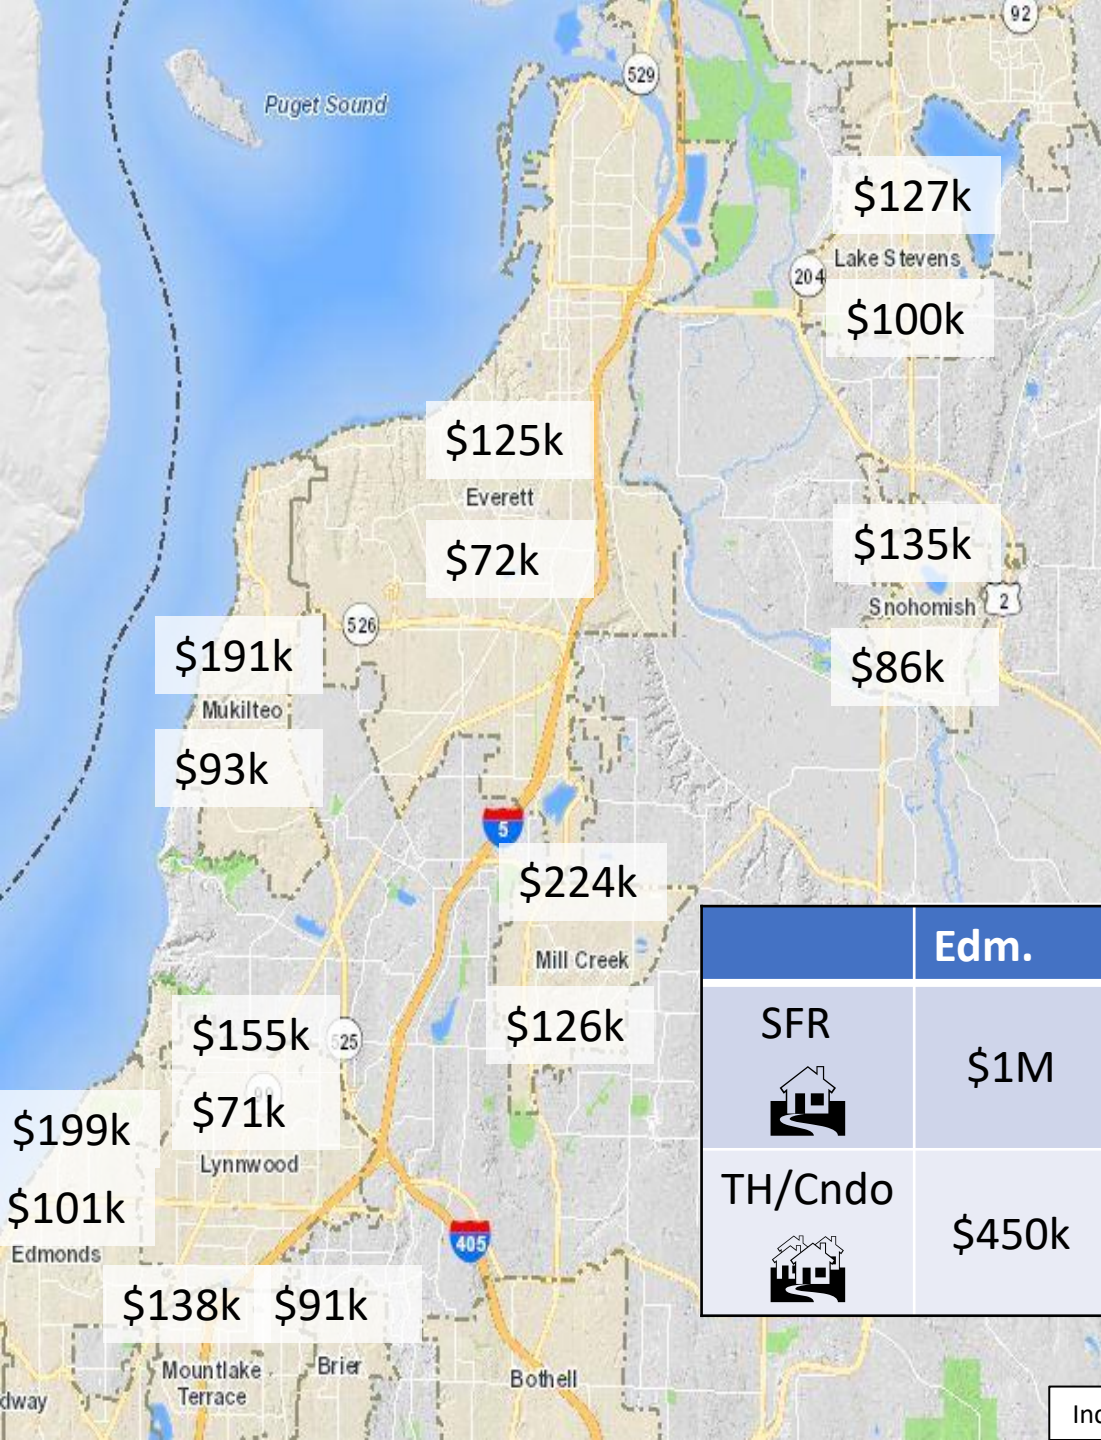 92
529
Puget Sound
$127k
Lake Stevens
204
$100k
$125k
Everett
$72k
$135k
Snohomish
2
526
$191k
$86k
Mukilteo
$93k
5
$224k
Mill Creek
$126k
$155k
525
99
$71k
$199k
Lynnwood
$101k
Edmonds
405
$138k $91k
Mountlake
Terrace
Brier
Bothell
dway
Edm.
SFR
$1M
TH/Cndo
$450k
Inc